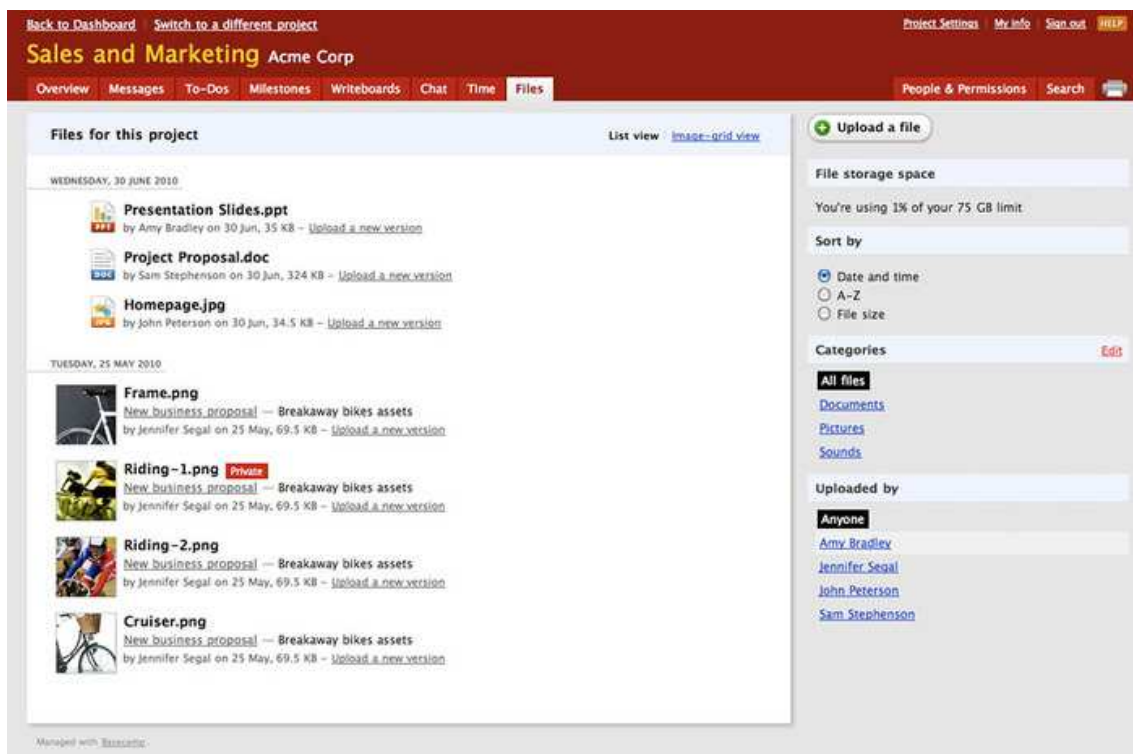 Back to Dashboard Switch to a different project
Project Settings My info Sign out HELP
Sales and Marketing Acme Corp
Overview Messages To-Dos Milestones Writeboards Chat Time Files
People & Permissions Search
Files for this project
List view Image-grid view
WEDNESDAY, 30 JUNE 2010
PPT
Presentation Slides.ppt
by Amy Bradley on 30 Jun, 35 KB – Upload a new version
DOC
Project Proposal.doc
by Sam Stephenson on 30 Jun, 324 KB – Upload a new version
JPG
Homepage.jpg
by John Peterson on 30 Jun, 34.5 KB – Upload a new version
TUESDAY, 25 MAY 2010
Frame.png
New business proposal — Breakaway bikes assets
by Jennifer Segal on 25 May, 69.5 KB – Upload a new version
Riding-1.png Private
New business proposal — Breakaway bikes assets
by Jennifer Segal on 25 May, 69.5 KB – Upload a new version
Riding-2.png
New business proposal — Breakaway bikes assets
by Jennifer Segal on 25 May, 69.5 KB – Upload a new version
Cruiser.png
New business proposal — Breakaway bikes assets
by Jennifer Segal on 25 May, 69.5 KB – Upload a new version
Upload a file
File storage space
You're using 1% of your 75 GB limit
Sort by
Date and time
A-Z
File size
Categories Edit
All files
Documents
Pictures
Sounds
Uploaded by
Anyone
Amy Bradley
Jennifer Segal
John Peterson
Sam Stephenson
Managed with Basecamp